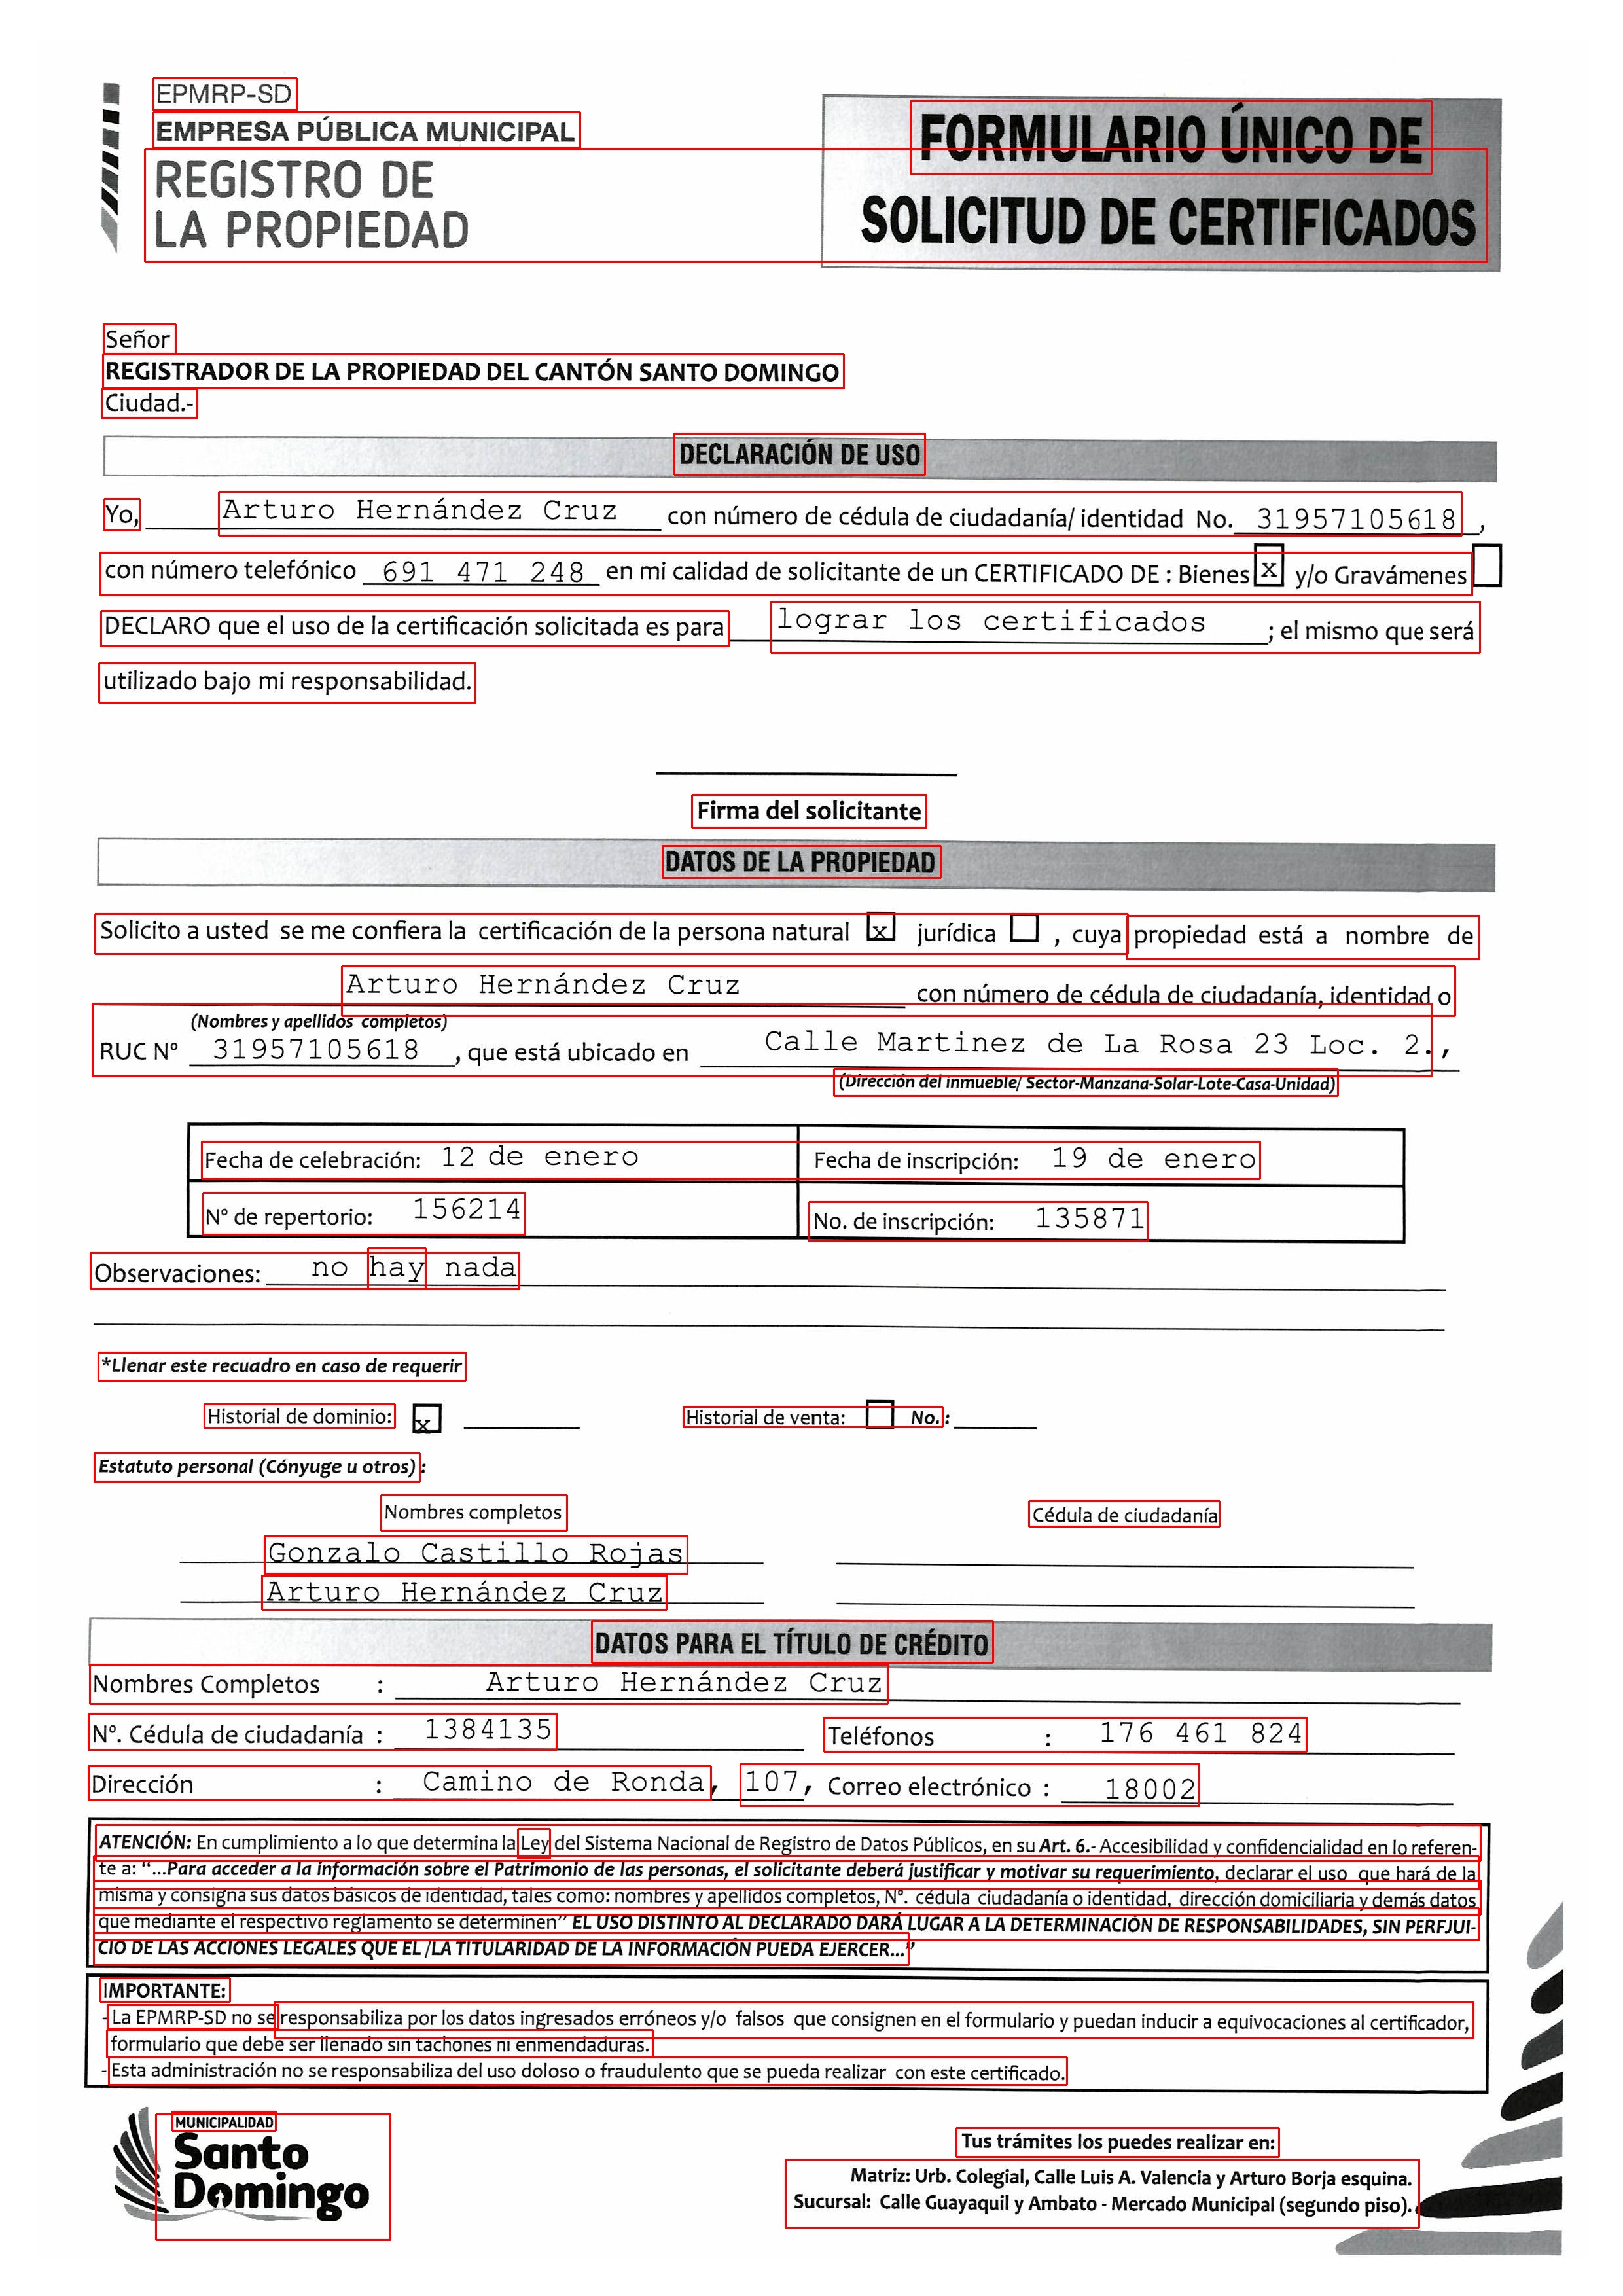 EPMRP-SD
EMPRESA PÚBLICA MUNICIPAL
REGISTRO DE
LA PROPIEDAD
FORMULARIO ÚNICO DE
SOLICITUD DE CERTIFICADOS
Señor
REGISTRADOR DE LA PROPIEDAD DEL CANTÓN SANTO DOMINGO
Ciudad.-
DECLARACIÓN DE USO
Yo, Arturo Hernández Cruz con número de cédula de ciudadanía/ identidad No. 31957105618,
con número telefónico 691 471 248 en mi calidad de solicitante de un CERTIFICADO DE : Bienes x y/o Gravámenes
DECLARO que el uso de la certificación solicitada es para lograr los certificados ; el mismo que será
utilizado bajo mi responsabilidad.
Firma del solicitante
DATOS DE LA PROPIEDAD
Solicito a usted se me confiera la certificación de la persona natural x jurídica , cuya propiedad está a nombre de
Arturo Hernández Cruz con número de cédula de ciudadanía, identidad o
(Nombres y apellidos completos)
RUC Nº 31957105618 , que está ubicado en Calle Martinez de La Rosa 23 Loc. 2.,
(Dirección del inmueble/ Sector-Manzana-Solar-Lote-Casa-Unidad)
Fecha de celebración: 12 de enero Fecha de inscripción: 19 de enero
Nº de repertorio: 156214 No. de inscripción: 135871
Observaciones: no hay nada
*Llenar este recuadro en caso de requerir
Historial de dominio: x Historial de venta: No.:
Estatuto personal (Cónyuge u otros) :
Nombres completos Cédula de ciudadanía
Gonzalo Castillo Rojas
Arturo Hernández Cruz
DATOS PARA EL TÍTULO DE CRÉDITO
Nombres Completos : Arturo Hernández Cruz
Nº. Cédula de ciudadanía : 1384135 Teléfonos : 176 461 824
Dirección : Camino de Ronda, 107, Correo electrónico : 18002
ATENCIÓN: En cumplimiento a lo que determina la Ley del Sistema Nacional de Registro de Datos Públicos, en su Art. 6.- Accesibilidad y confidencialidad en lo referen-
te a: “...Para acceder a la información sobre el Patrimonio de las personas, el solicitante deberá justificar y motivar su requerimiento, declarar el uso que hará de la
misma y consigna sus datos básicos de identidad, tales como: nombres y apellidos completos, Nº. cédula ciudadanía o identidad, dirección domiciliaria y demás datos
que mediante el respectivo reglamento se determinen” EL USO DISTINTO AL DECLARADO DARÁ LUGAR A LA DETERMINACIÓN DE RESPONSABILIDADES, SIN PERFJUI-
CIO DE LAS ACCIONES LEGALES QUE EL /LA TITULARIDAD DE LA INFORMACIÓN PUEDA EJERCER...”
IMPORTANTE:
- La EPMRP-SD no se responsabiliza por los datos ingresados erróneos y/o falsos que consignen en el formulario y puedan inducir a equivocaciones al certificador,
formulario que debe ser llenado sin tachones ni enmendaduras.
- Esta administración no se responsabiliza del uso doloso o fraudulento que se pueda realizar con este certificado.
MUNICIPALIDAD
Santo
Domingo
Tus trámites los puedes realizar en:
Matriz: Urb. Colegial, Calle Luis A. Valencia y Arturo Borja esquina.
Sucursal: Calle Guayaquil y Ambato - Mercado Municipal (segundo piso).